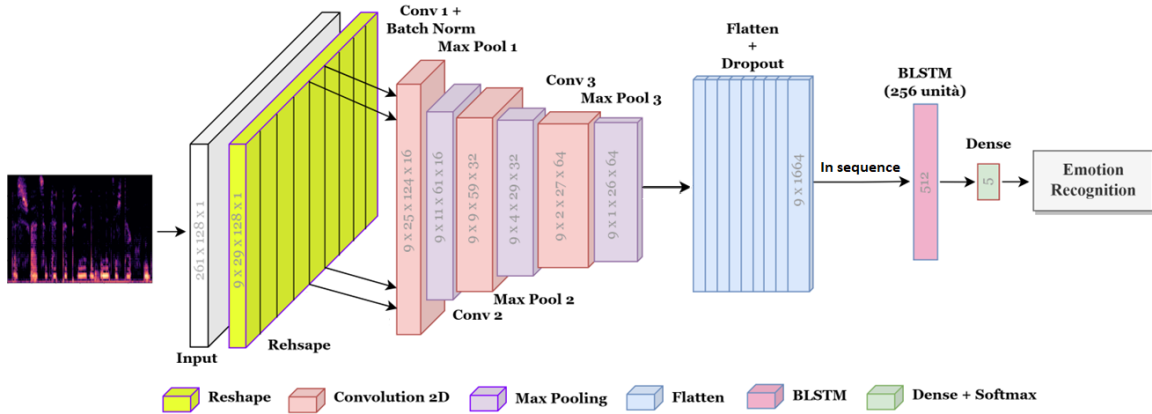 Conv 1 +
Batch Norm
Max Pool 1
Conv 3
Max Pool 3
Flatten
+
Dropout
BLSTM
(256 unità)
Dense
261 x 128 x 1
9 x 29 x 128 x 1
9 x 25 x 124 x 16
9 x 11 x 61 x 16
9 x 9 x 59 x 32
9 x 4 x 29 x 32
9 x 2 x 27 x 64
9 x 1 x 26 x 64
9 x 1664
In sequence
512
5
Emotion
Recognition
Max Pool 2
Conv 2
Input
Rehsape
Reshape
Convolution 2D
Max Pooling
Flatten
BLSTM
Dense + Softmax